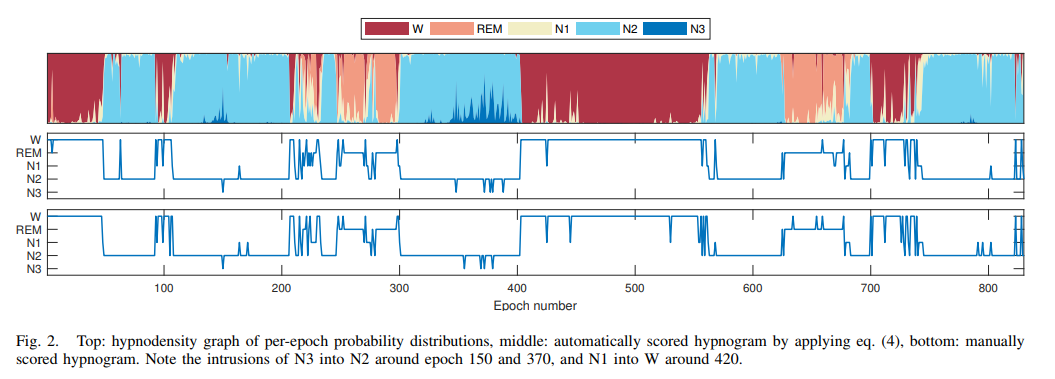 W REM N1 N2 N3
W
REM
N1
N2
N3
W
REM
N1
N2
N3
100 200 300 400 500 600 700 800
Epoch number
Fig. 2. Top: hypnodensity graph of per-epoch probability distributions, middle: automatically scored hypnogram by applying eq. (4), bottom: manually
scored hypnogram. Note the intrusions of N3 into N2 around epoch 150 and 370, and N1 into W around 420.